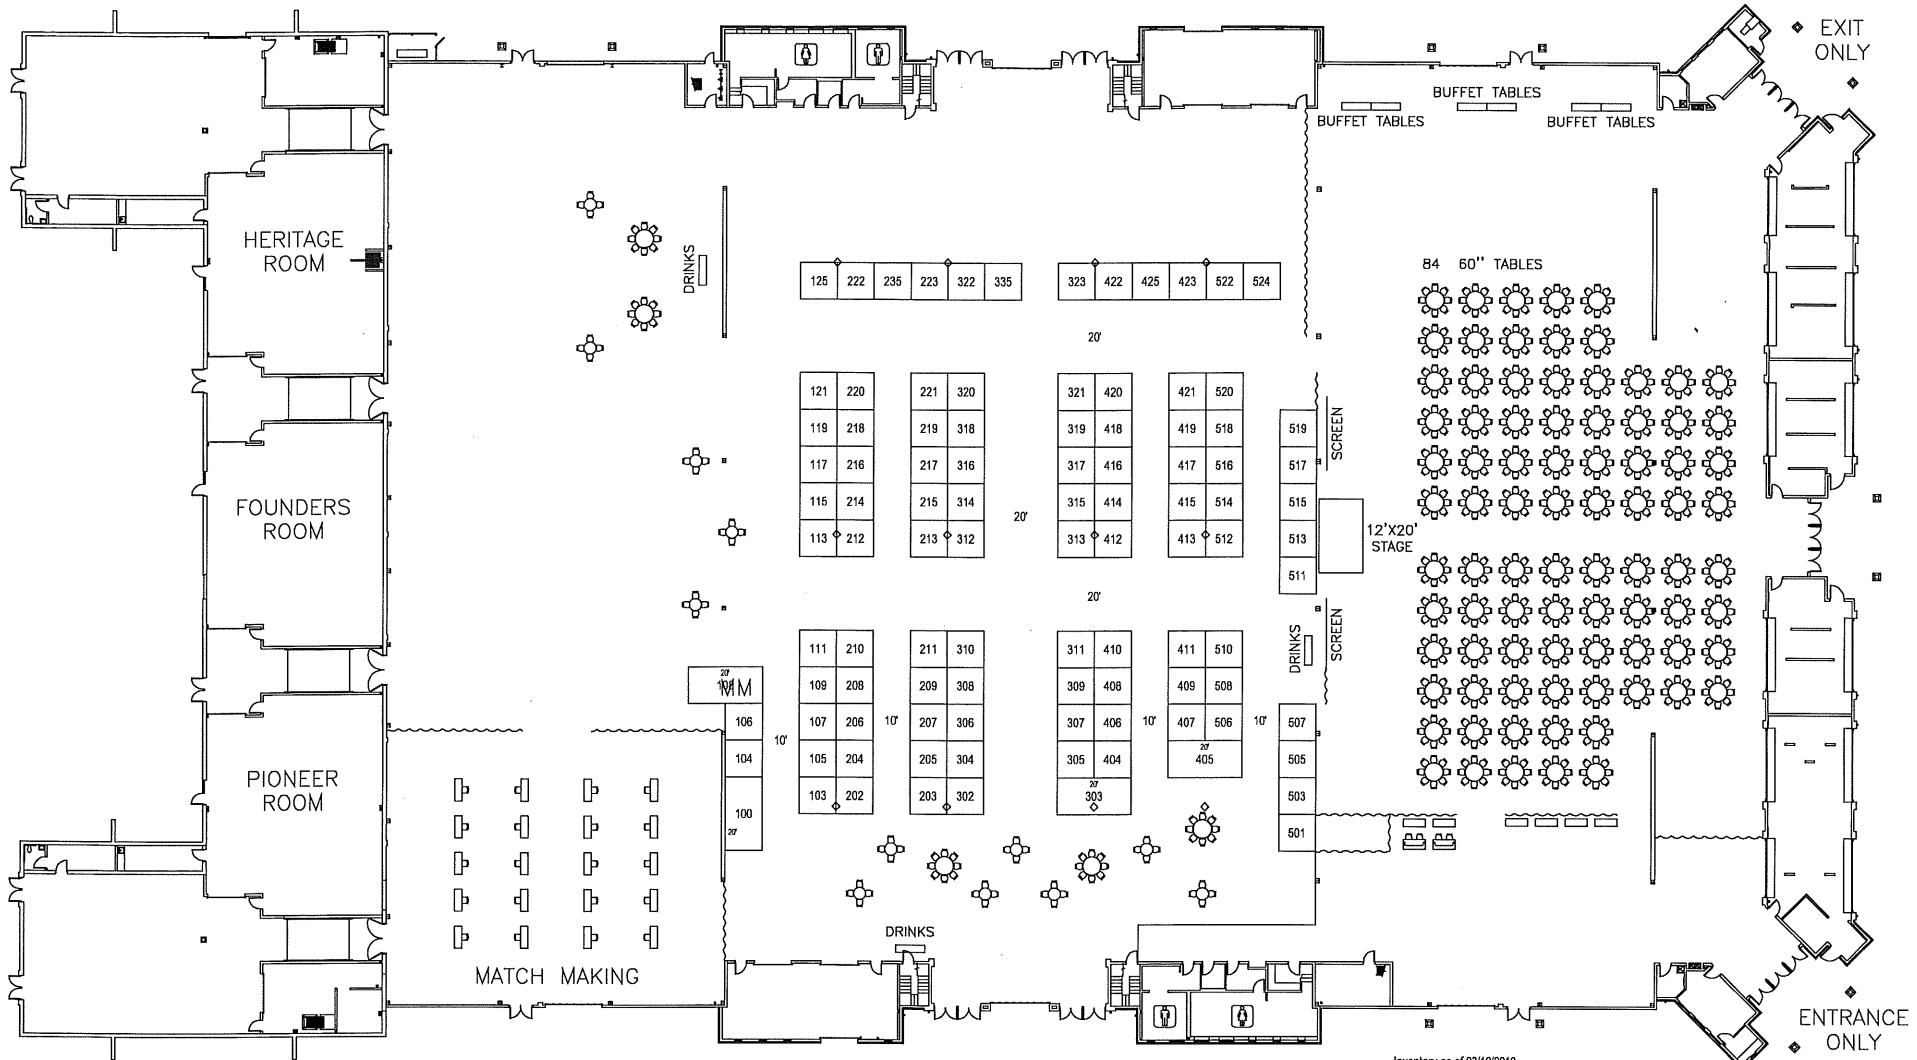 EXIT
ONLY
BUFFET TABLES
BUFFET TABLES
BUFFET TABLES
HERITAGE
ROOM
DRINKS
84 60" TABLES
125 222 235 223 322 335
323 422 425 423 522 524
20'
121 220 221 320 321 420 421 520
119 218 219 318 319 418 419 518 519
SCREEN
117 216 217 316 317 416 417 516 517
FOUNDERS
ROOM
115 214 215 314 315 414 415 514 515
20'
12'X20'
STAGE
113 212 213 312 313 412 413 512 513
511
20'
111 210 211 310 311 410 411 510
DRINKS
SCREEN
20'
MM
109 208 209 308 309 408 409 508
106 107 206 10' 207 306 307 406 10' 407 506 10' 507
10'
104 105 204 205 304 305 404 20' 405 505
PIONEER
ROOM
100 20' 103 202 203 302 20' 303 503
501
DRINKS
MATCH MAKING
ENTRANCE
ONLY